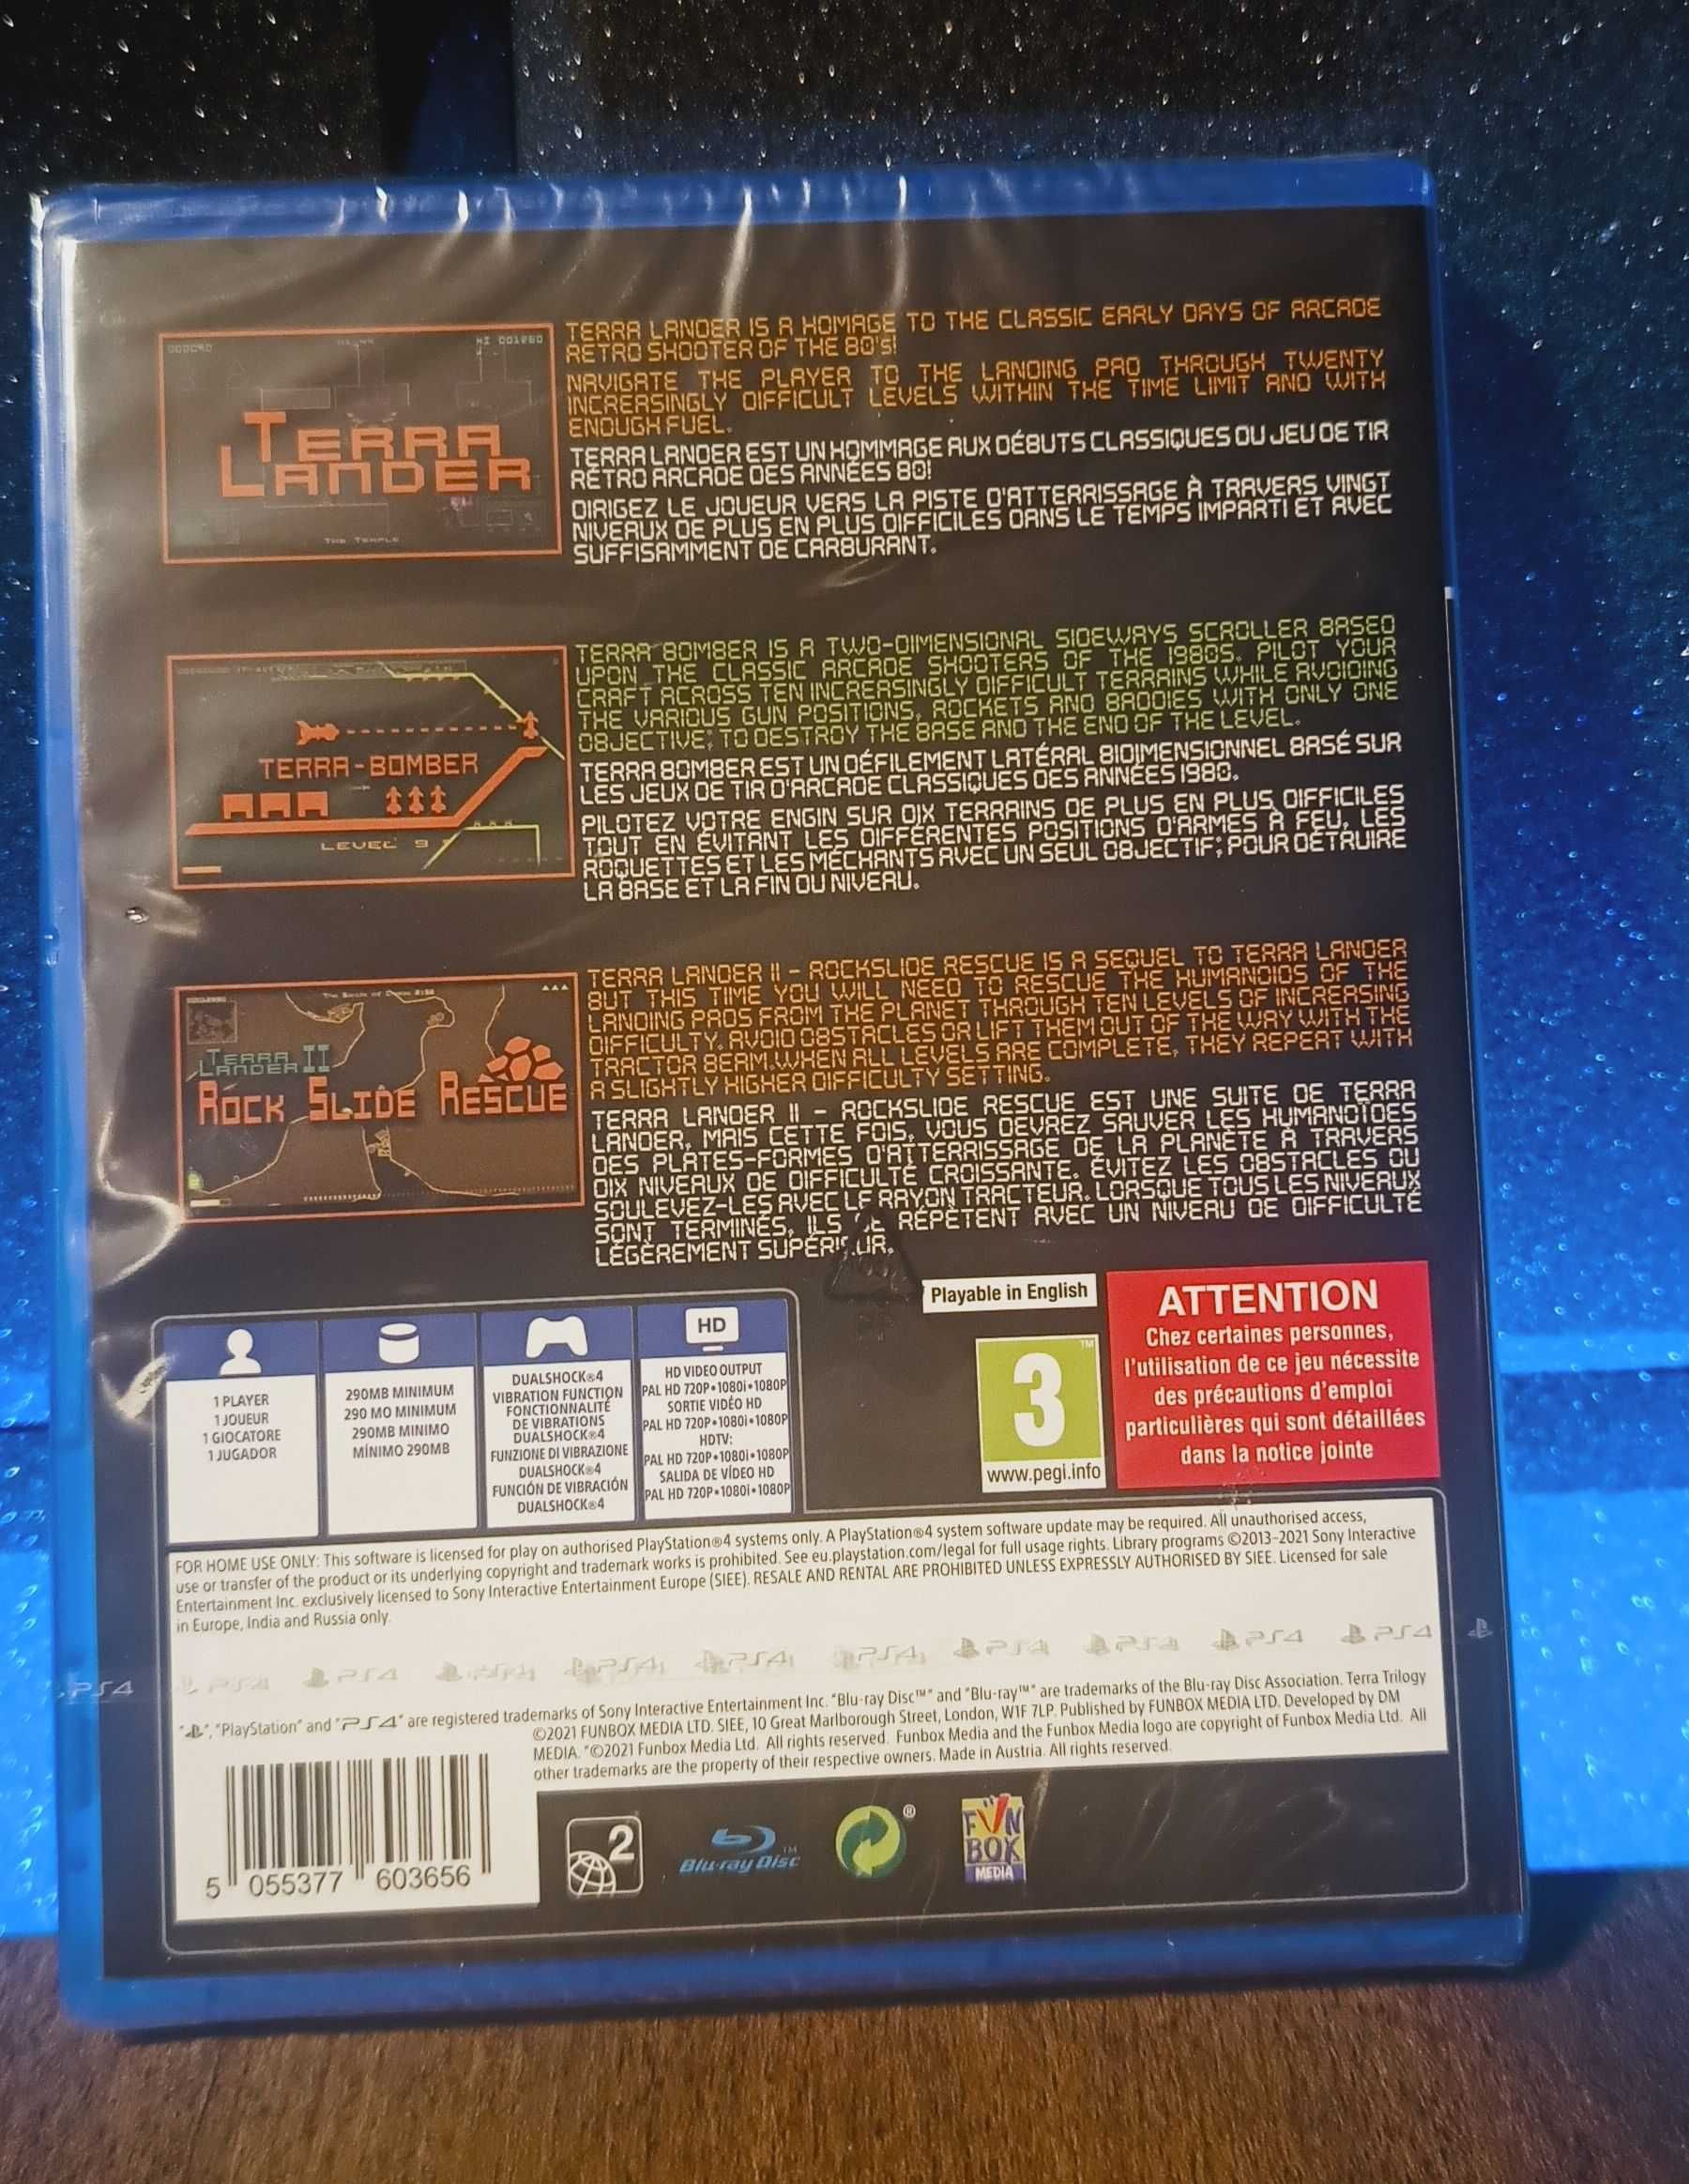 TERRA LANDER
THE TEMPLE
TERRA LANDER IS A HOMAGE TO THE CLASSIC EARLY DAYS OF ARCADE
RETRO SHOOTER OF THE 80'S!
NAVIGATE THE PLAYER TO THE LANDING PAD THROUGH TWENTY
INCREASINGLY DIFFICULT LEVELS WITHIN THE TIME LIMIT AND WITH
ENOUGH FUEL.
TERRA LANDER EST UN HOMMAGE AUX DÉBUTS CLASSIQUES DU JEU DE TIR
RÉTRO ARCADE DES ANNÉES 80!
DIRIGEZ LE JOUEUR VERS LA PISTE D'ATTERRISSAGE À TRAVERS VINGT
NIVEAUX DE PLUS EN PLUS DIFFICILES DANS LE TEMPS IMPARTI ET AVEC
SUFFISAMMENT DE CARBURANT.
TERRA-BOMBER
LEVEL 9
TERRA BOMBER IS A TWO-DIMENSIONAL SIDEWAYS SCROLLER BASED
UPON THE CLASSIC ARCADE SHOOTERS OF THE 1980S. PILOT YOUR
CRAFT ACROSS TEN INCREASINGLY DIFFICULT TERRAINS WHILE AVOIDING
THE VARIOUS GUN POSITIONS, ROCKETS AND BADDIES WITH ONLY ONE
OBJECTIVE; TO DESTROY THE BASE AND THE END OF THE LEVEL.
TERRA BOMBER EST UN DÉFILEMENT LATÉRAL BIDIMENSIONNEL BASÉ SUR
LES JEUX DE TIR D'ARCADE CLASSIQUES DES ANNÉES 1980.
PILOTEZ VOTRE ENGIN SUR DIX TERRAINS DE PLUS EN PLUS DIFFICILES
TOUT EN ÉVITANT LES DIFFÉRENTES POSITIONS D'ARMES À FEU, LES
ROQUETTES ET LES MÉCHANTS AVEC UN SEUL OBJECTIF; POUR DÉTRUIRE
LA BASE ET LA FIN DU NIVEAU.
TERRA LANDER II
ROCK SLIDE RESCUE
TERRA LANDER II - ROCKSLIDE RESCUE IS A SEQUEL TO TERRA LANDER
BUT THIS TIME YOU WILL NEED TO RESCUE THE HUMANOIDS OF THE
LANDING PADS FROM THE PLANET THROUGH TEN LEVELS OF INCREASING
DIFFICULTY. AVOID OBSTACLES OR LIFT THEM OUT OF THE WAY WITH THE
TRACTOR BEAM.WHEN ALL LEVELS ARE COMPLETE, THEY REPEAT WITH
A SLIGHTLY HIGHER DIFFICULTY SETTING.
TERRA LANDER II - ROCKSLIDE RESCUE EST UNE SUITE DE TERRA
LANDER, MAIS CETTE FOIS, VOUS DEVREZ SAUVER LES HUMANOÏDES
DES PLATES-FORMES D'ATTERRISSAGE DE LA PLANÈTE À TRAVERS
DIX NIVEAUX DE DIFFICULTÉ CROISSANTE. ÉVITEZ LES OBSTACLES OU
SOULEVEZ-LES AVEC LE RAYON TRACTEUR. LORSQUE TOUS LES NIVEAUX
SONT TERMINÉS, ILS SE RÉPÈTENT AVEC UN NIVEAU DE DIFFICULTÉ
LÉGÈREMENT SUPÉRIEUR.
Playable in English
3
TM
www.pegi.info
ATTENTION
Chez certaines personnes,
l'utilisation de ce jeu nécessite
des précautions d'emploi
particulières qui sont détaillées
dans la notice jointe
1 PLAYER
1 JOUEUR
1 GIOCATORE
1 JUGADOR
290MB MINIMUM
290 MO MINIMUM
290MB MINIMO
MÍNIMO 290MB
DUALSHOCK®4
VIBRATION FUNCTION
FONCTIONNALITÉ
DE VIBRATIONS
DUALSHOCK®4
FUNZIONE DI VIBRAZIONE
DUALSHOCK®4
FUNCIÓN DE VIBRACIÓN
DUALSHOCK®4
HD
HD VIDEO OUTPUT
PAL HD 720P•1080i•1080P
SORTIE VIDÉO HD
PAL HD 720P•1080i•1080P
HDTV:
PAL HD 720P•1080i•1080P
SALIDA DE VÍDEO HD
PAL HD 720P•1080i•1080P
FOR HOME USE ONLY: This software is licensed for play on authorised PlayStation®4 systems only. A PlayStation®4 system software update may be required. All unauthorised access,
use or transfer of the product or its underlying copyright and trademark works is prohibited. See eu.playstation.com/legal for full usage rights. Library programs ©2013-2021 Sony Interactive
Entertainment Inc. exclusively licensed to Sony Interactive Entertainment Europe (SIEE). RESALE AND RENTAL ARE PROHIBITED UNLESS EXPRESSLY AUTHORISED BY SIEE. Licensed for sale
in Europe, India and Russia only.
PS4 PS4 PS4 PS4 PS4 PS4 PS4 PS4 PS4 PS4 PS4
"PlayStation" and "PS4" are registered trademarks of Sony Interactive Entertainment Inc. "Blu-ray Disc™" and "Blu-ray™" are trademarks of the Blu-ray Disc Association. Terra Trilogy
©2021 FUNBOX MEDIA LTD. SIEE, 10 Great Marlborough Street, London, W1F 7LP. Published by FUNBOX MEDIA LTD. Developed by DM
MEDIA. "©2021 Funbox Media Ltd. All rights reserved. Funbox Media and the Funbox Media logo are copyright of Funbox Media Ltd. All
other trademarks are the property of their respective owners. Made in Austria. All rights reserved.
5 055377 603656
2
Blu-ray Disc TM
®
FUN
BOX
MEDIA